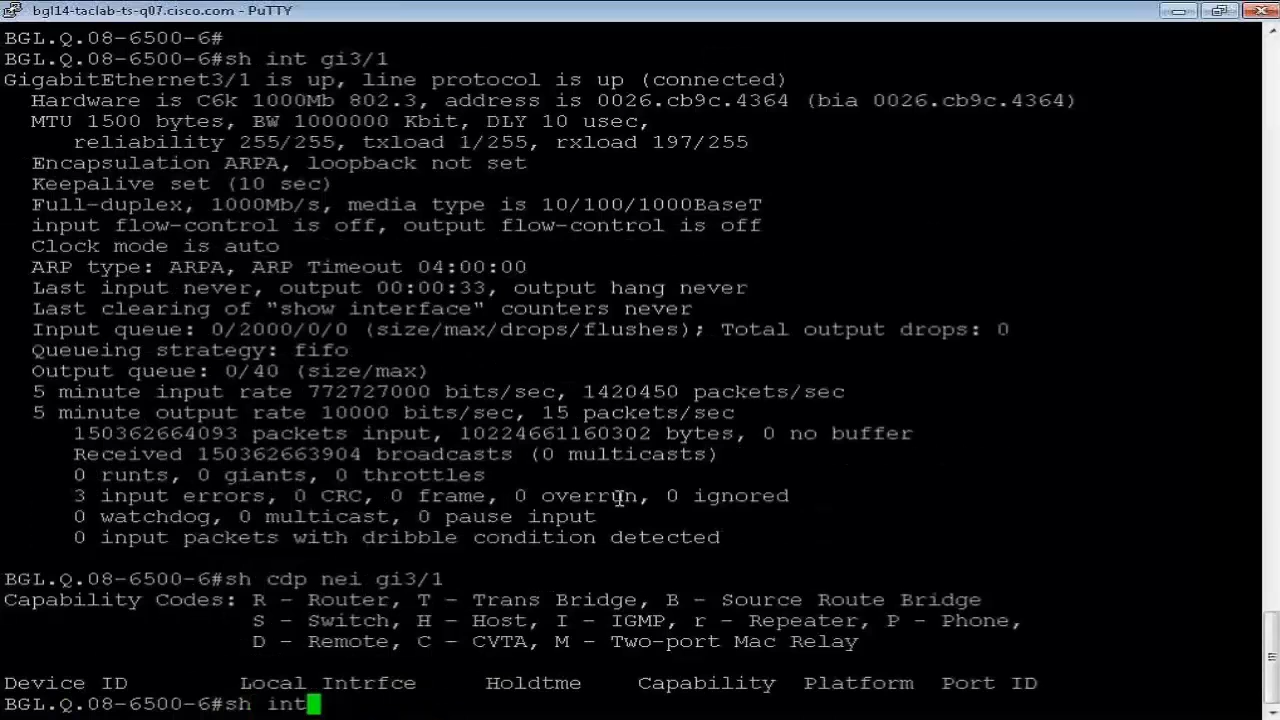 bgl14-taclab-ts-q07.cisco.com - PuTTY
BGL.Q.08-6500-6#
BGL.Q.08-6500-6#sh int gi3/1
GigabitEthernet3/1 is up, line protocol is up (connected)
Hardware is C6k 1000Mb 802.3, address is 0026.cb9c.4364 (bia 0026.cb9c.4364)
MTU 1500 bytes, BW 1000000 Kbit, DLY 10 usec,
reliability 255/255, txload 1/255, rxload 197/255
Encapsulation ARPA, loopback not set
Keepalive set (10 sec)
Full-duplex, 1000Mb/s, media type is 10/100/1000BaseT
input flow-control is off, output flow-control is off
Clock mode is auto
ARP type: ARPA, ARP Timeout 04:00:00
Last input never, output 00:00:33, output hang never
Last clearing of "show interface" counters never
Input queue: 0/2000/0/0 (size/max/drops/flushes); Total output drops: 0
Queueing strategy: fifo
Output queue: 0/40 (size/max)
5 minute input rate 772727000 bits/sec, 1420450 packets/sec
5 minute output rate 10000 bits/sec, 15 packets/sec
150362664093 packets input, 10224661160302 bytes, 0 no buffer
Received 150362663904 broadcasts (0 multicasts)
0 runts, 0 giants, 0 throttles
3 input errors, 0 CRC, 0 frame, 0 overrun, 0 ignored
0 watchdog, 0 multicast, 0 pause input
0 input packets with dribble condition detected
BGL.Q.08-6500-6#sh cdp nei gi3/1
Capability Codes: R - Router, T - Trans Bridge, B - Source Route Bridge
S - Switch, H - Host, I - IGMP, r - Repeater, P - Phone,
D - Remote, C - CVTA, M - Two-port Mac Relay
Device ID Local Intrfce Holdtme Capability Platform Port ID
BGL.Q.08-6500-6#sh int